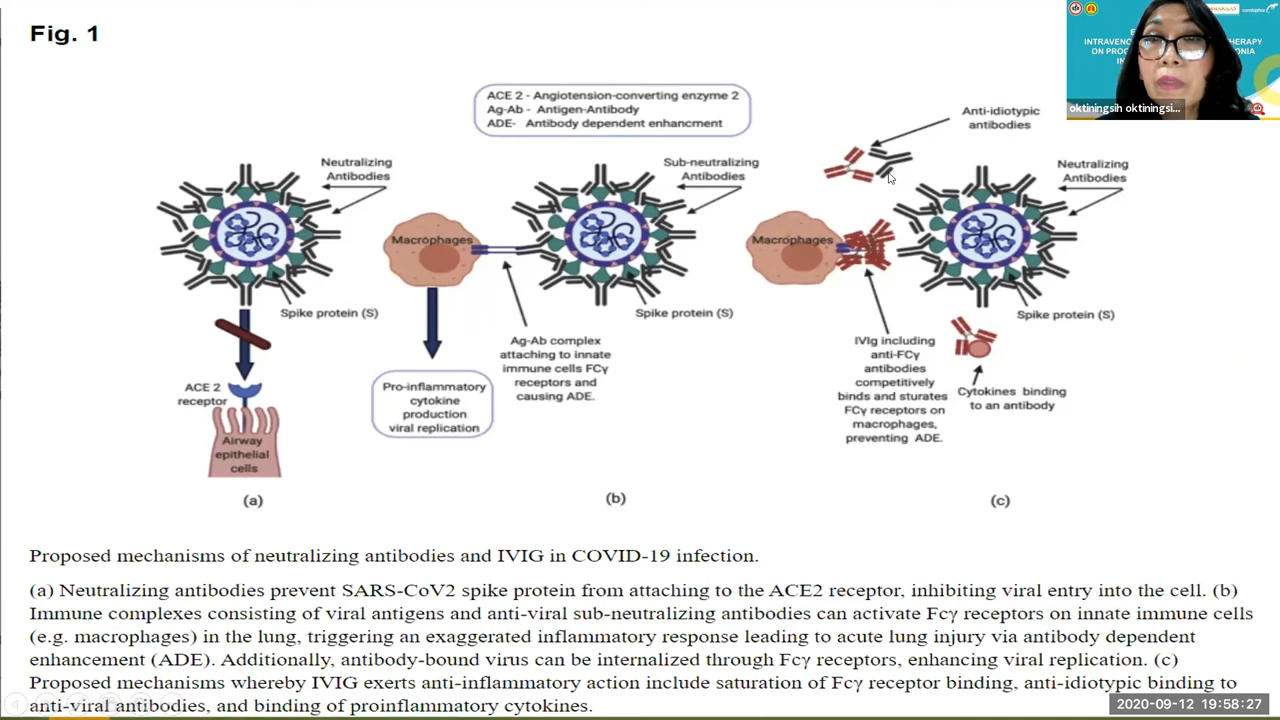 Fig. 1
ACE 2 - Angiotension-converting enzyme 2
Ag-Ab - Antigen-Antibody
ADE- Antibody dependent enhancment
Neutralizing
Antibodies
Spike protein (S)
ACE 2
receptor
Airway
epithelial
cells
(a)
Sub-neutralizing
Antibodies
Macrophages
Spike protein (S)
Ag-Ab complex
attaching to innate
immune cells FCγ
receptors and
causing ADE.
Pro-inflammatory
cytokine
production
viral replication
(b)
Anti-idiotypic
antibodies
Neutralizing
Antibodies
Macrophages
Spike protein (S)
IVIg including
anti-FCγ
antibodies
competitively
binds and sturates
FCγ receptors on
macrophages,
preventing ADE.
Cytokines binding
to an antibody
(c)
INTRAVENO
THERAPY
ON PROG
ONIA
IN
oktiningsih oktiningsi...
Proposed mechanisms of neutralizing antibodies and IVIG in COVID-19 infection.
(a) Neutralizing antibodies prevent SARS-CoV2 spike protein from attaching to the ACE2 receptor, inhibiting viral entry into the cell. (b)
Immune complexes consisting of viral antigens and anti-viral sub-neutralizing antibodies can activate Fcγ receptors on innate immune cells
(e.g. macrophages) in the lung, triggering an exaggerated inflammatory response leading to acute lung injury via antibody dependent
enhancement (ADE). Additionally, antibody-bound virus can be internalized through Fcγ receptors, enhancing viral replication. (c)
Proposed mechanisms whereby IVIG exerts anti-inflammatory action include saturation of Fcγ receptor binding, anti-idiotypic binding to
anti-viral antibodies, and binding of proinflammatory cytokines.
2020-09-12 19:58:27